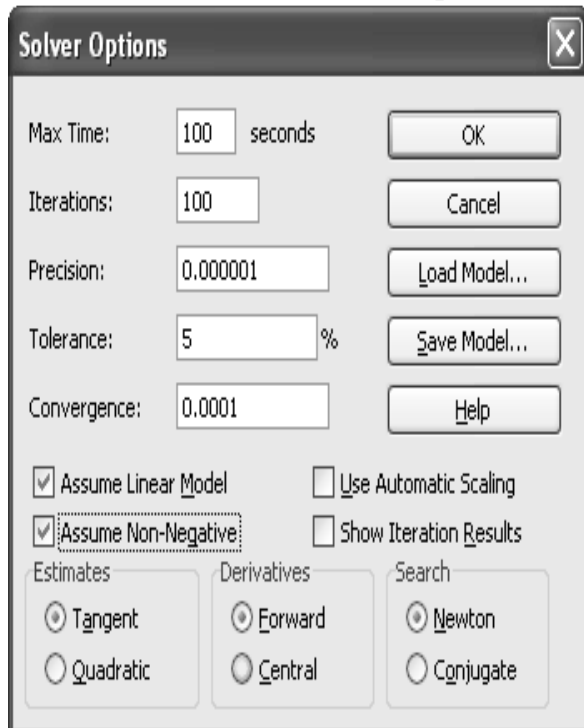 Solver Options
Max Time: 100 seconds OK
Iterations: 100 Cancel
Precision: 0.000001 Load Model...
Tolerance: 5 % Save Model...
Convergence: 0.0001 Help
Assume Linear Model Use Automatic Scaling
Assume Non-Negative Show Iteration Results
Estimates Derivatives Search
Tangent Forward Newton
Quadratic Central Conjugate